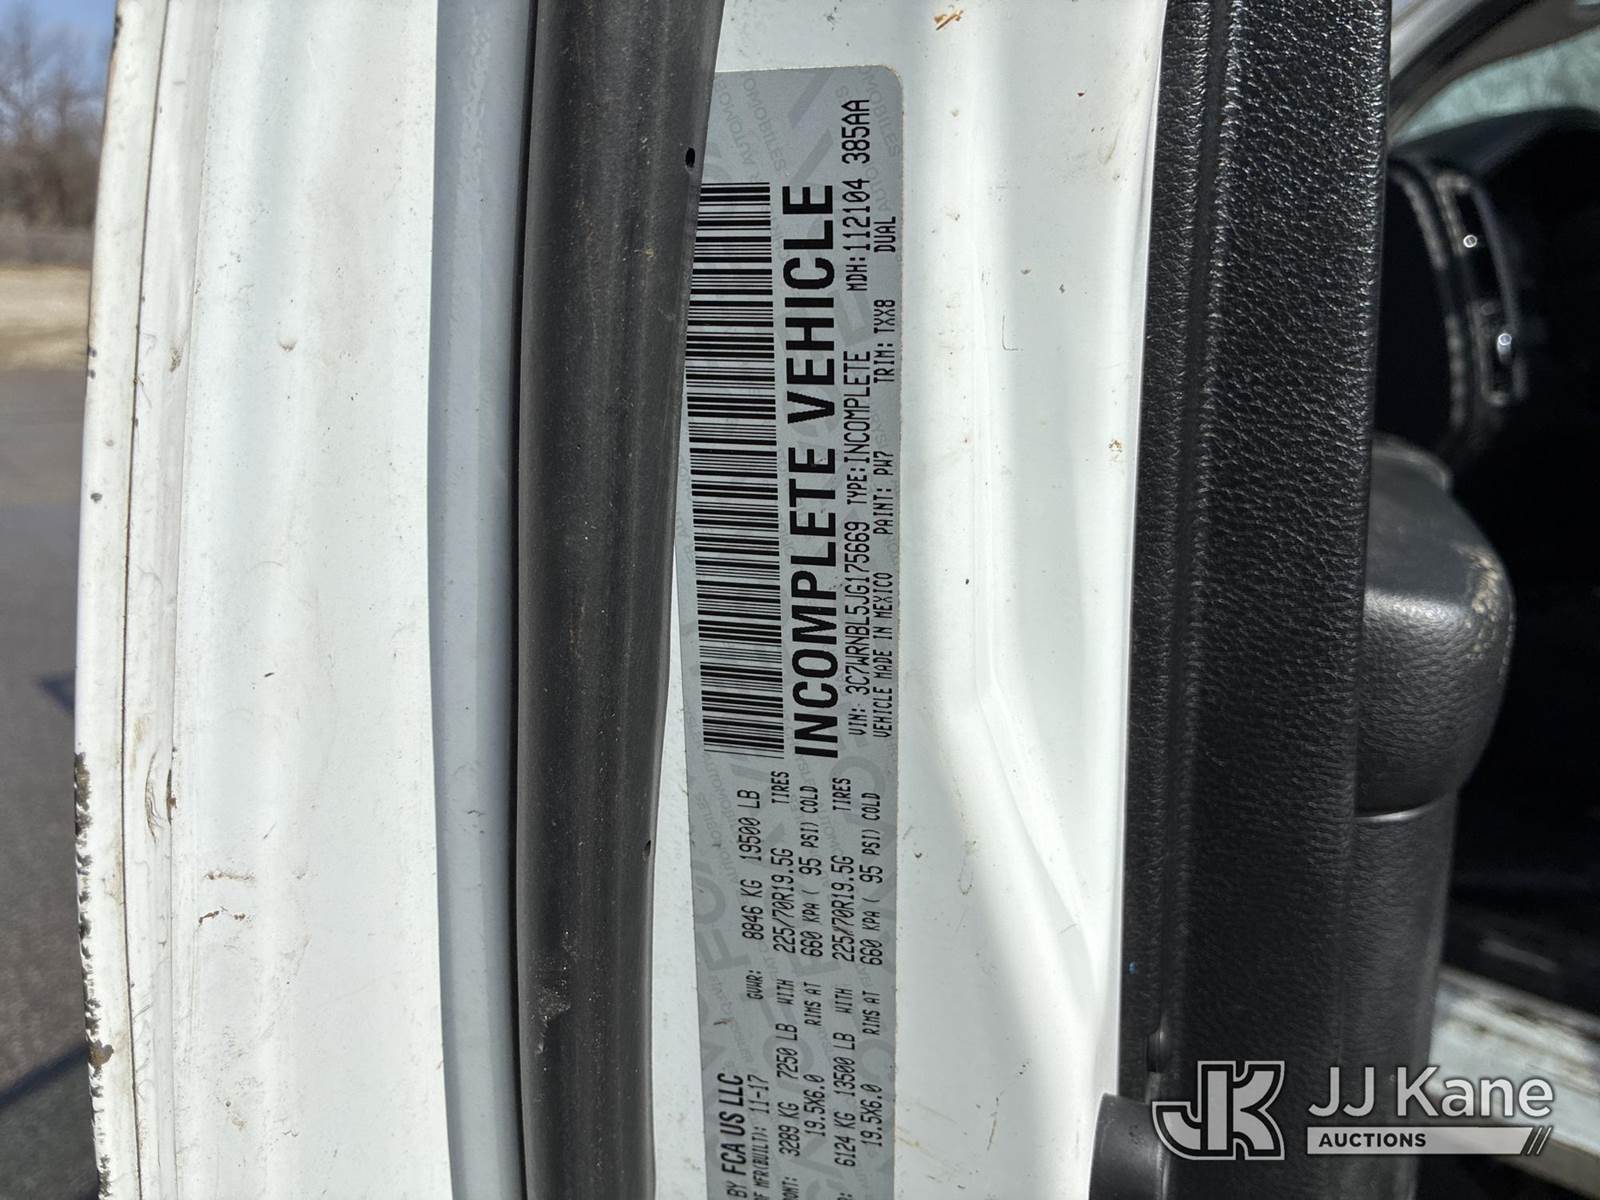 BY FCA US LLC
MFR(BUILT): 11-17 GVWR: 8846 KG 19500 LB
3289 KG 7250 LB WITH 225/70R19.5G TIRES
19.5X6.0 RIMS AT 660 KPA ( 95 PSI) COLD
6124 KG 13500 LB WITH 225/70R19.5G TIRES
19.5X6.0 RIMS AT 660 KPA ( 95 PSI) COLD
INCOMPLETE VEHICLE
VIN: 3C7WRNBL5JG175669 TYPE:INCOMPLETE MDH:112104 385AA
VEHICLE MADE IN MEXICO PAINT: PW7 TRIM: TXX8 DUAL
JJ Kane
AUCTIONS